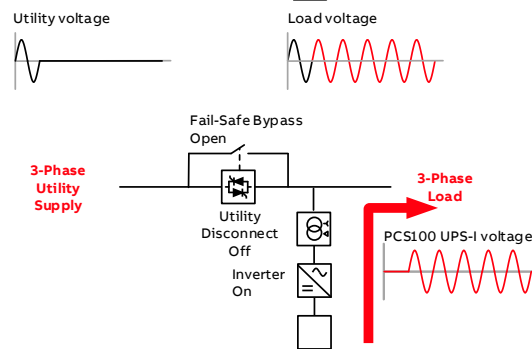 Utility voltage
Load voltage
Fail-Safe Bypass
Open
3-Phase
Utility
Supply
3-Phase
Load
Utility
Disconnect
Off
PCS100 UPS-I voltage
Inverter
On